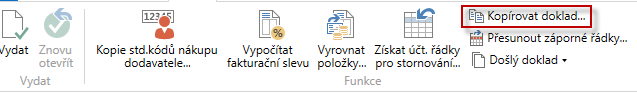 Vydat
Znovu
otevřít
Kopie std.kódů nákupu
dodavatele...
Vypočítat
fakturační slevu
Vyrovnat
položky...
Získat účt. řádky
pro stornování...
Kopírovat doklad...
Přesunout záporné řádky...
Došlý doklad
Vydat
Funkce